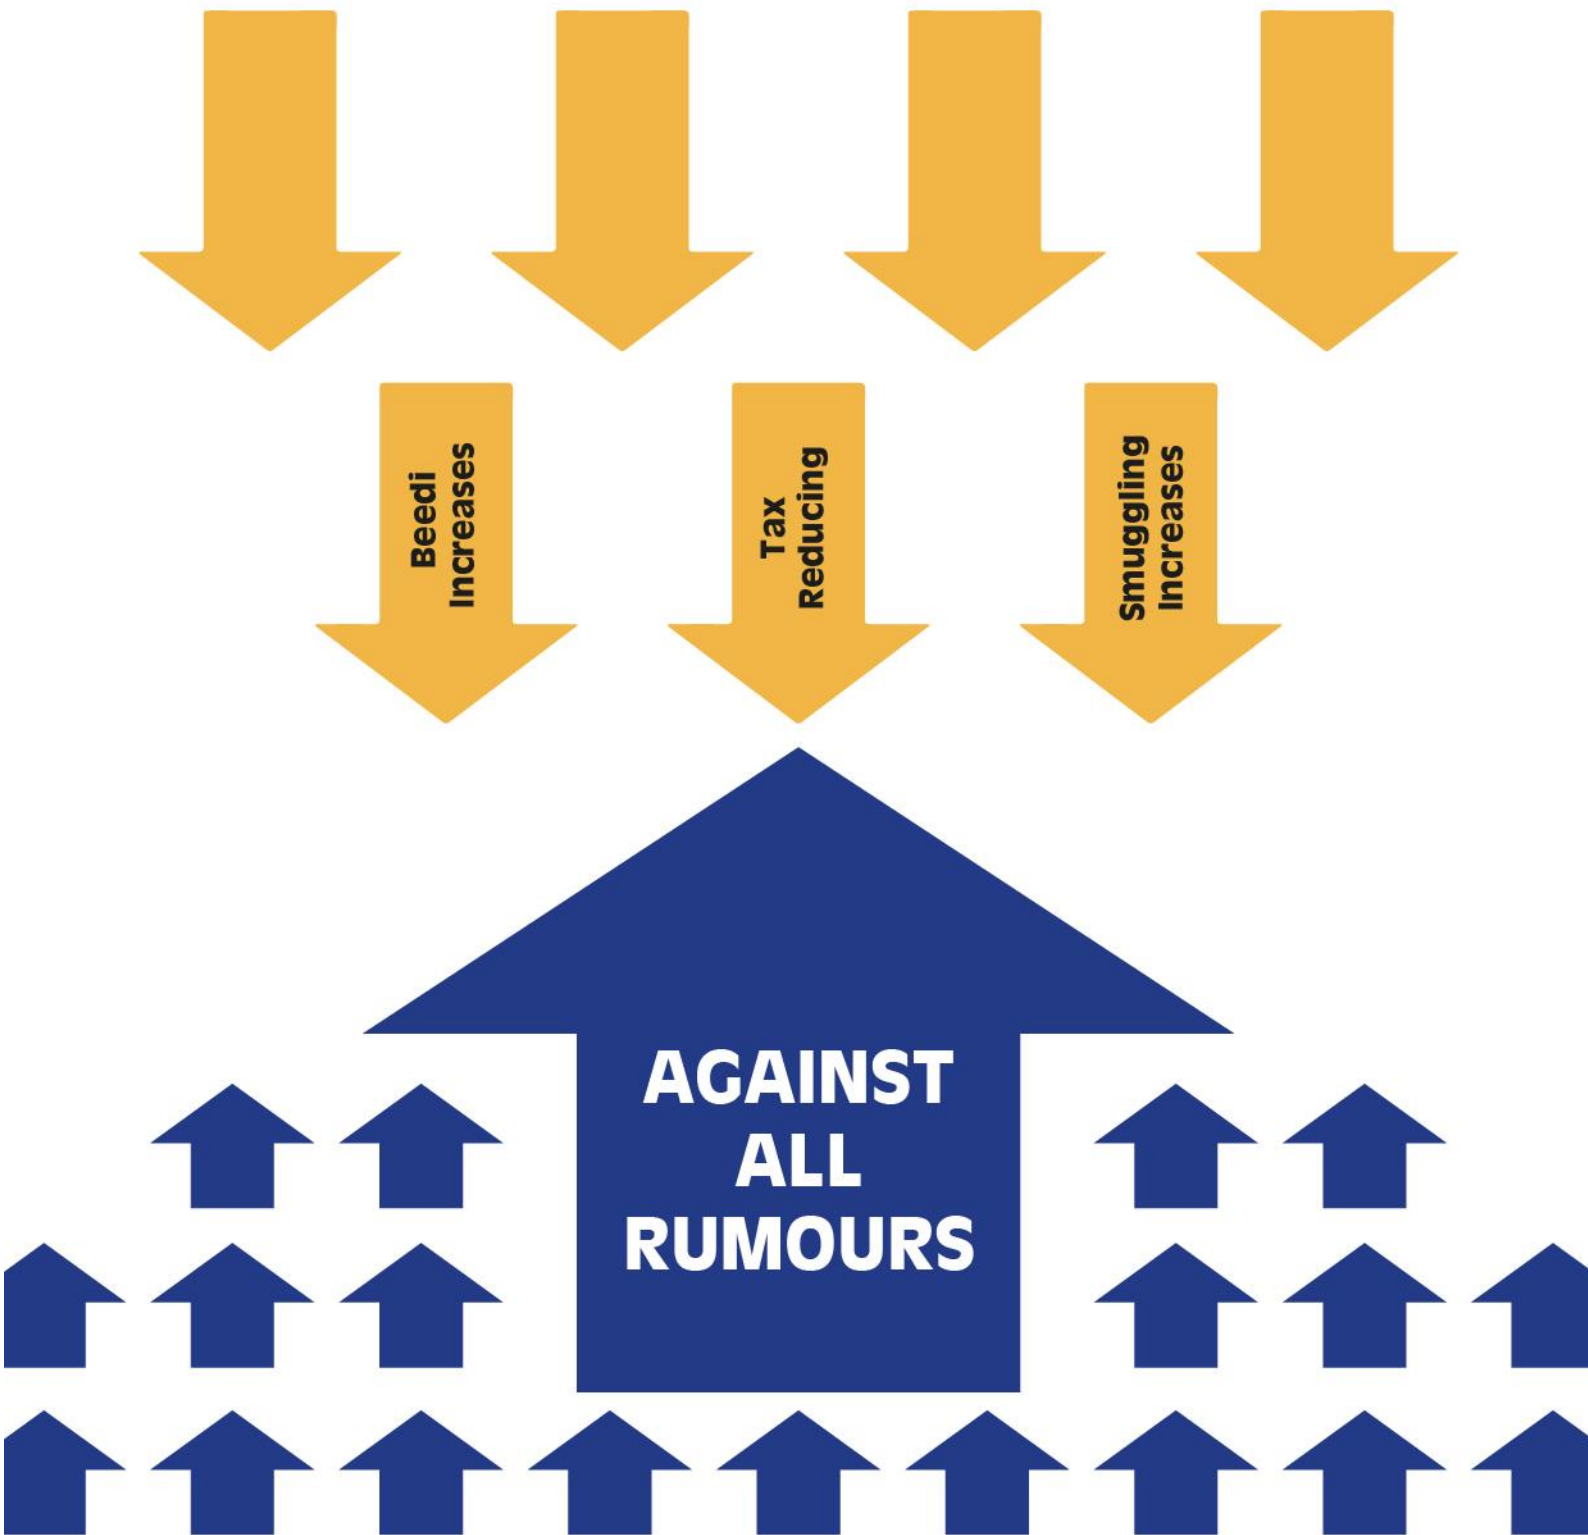 Beedi
Increases
Tax
Reducing
Smuggling
Increases
AGAINST
ALL
RUMOURS